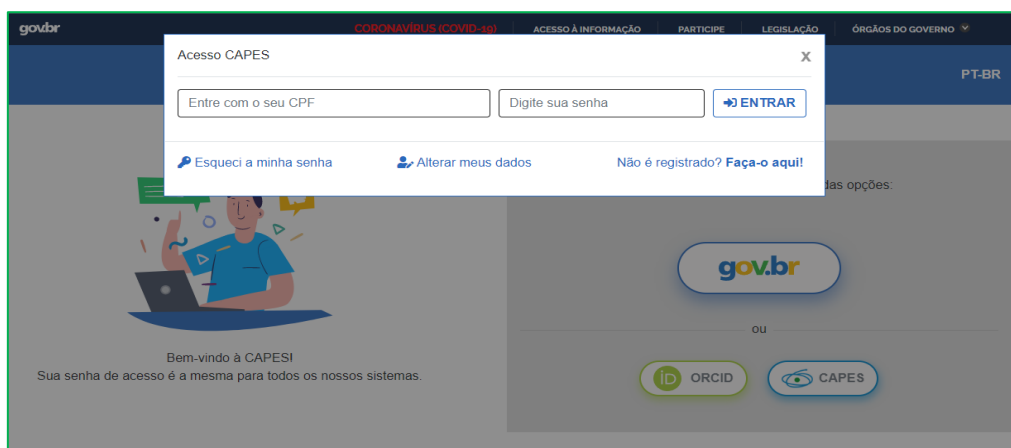 gov.br CORONAVÍRUS (COVID-19) ACESSO À INFORMAÇÃO PARTICIPE LEGISLAÇÃO ÓRGÃOS DO GOVERNO
Acesso CAPES X
PT-BR
Entre com o seu CPF Digite sua senha ENTRAR
Esqueci a minha senha Alterar meus dados Não é registrado? Faça-o aqui!
das opções:
gov.br
ou
Bem-vindo à CAPES!
Sua senha de acesso é a mesma para todos os nossos sistemas.
iD ORCID CAPES